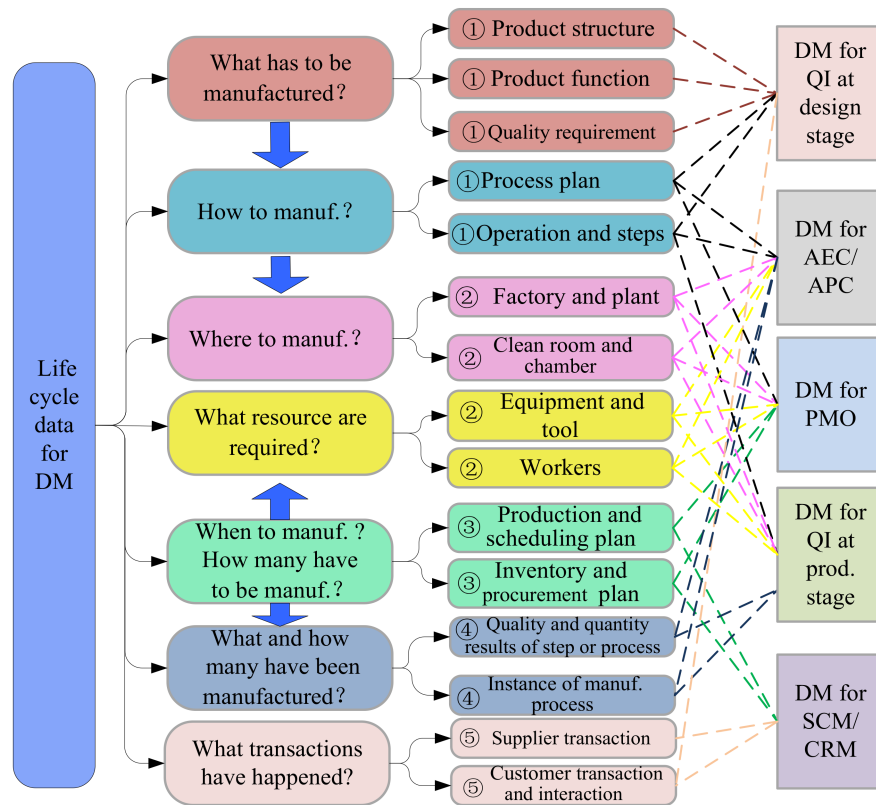 Life
cycle
data
for
DM
What has to be
manufactured?
How to manuf.?
Where to manuf.?
What resource are
required?
When to manuf. ?
How many have
to be manuf.?
What and how
many have been
manufactured?
What transactions
have happened?
① Product structure
① Product function
① Quality requirement
①Process plan
①Operation and steps
② Factory and plant
② Clean room and
chamber
② Equipment and
tool
② Workers
③ Production and
scheduling plan
③ Inventory and
procurement plan
④ Quality and quantity
results of step or process
④ Instance of manuf.
process
⑤ Supplier transaction
⑤ Customer transaction
and interaction
DM for
QI at
design
stage
DM for
AEC/
APC
DM for
PMO
DM for
QI at
prod.
stage
DM for
SCM/
CRM